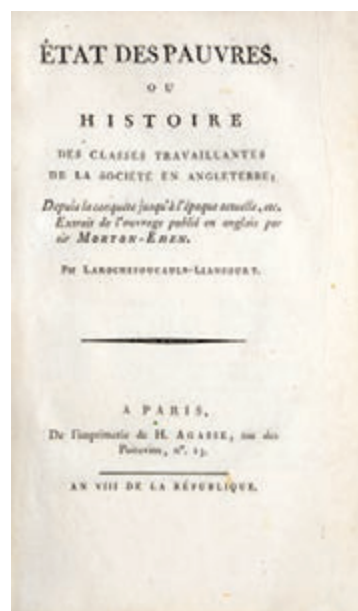 ÉTAT DES PAUVRES,
OU
HISTOIRE
DES CLASSES TRAVAILLANTES
DE LA SOCIÉTÉ EN ANGLETERRE,
Depuis la conquête jusqu'à l'époque actuelle, etc.
Extrait de l'ouvrage publié en anglais par
sir MORTON-EDEN.
Par LAROCHEFOUCAULD-LIANCOURT.
A PARIS,
De l'imprimerie de H. AGASSE, rue des
Poitevins, n°. 13.
AN VIII DE LA RÉPUBLIQUE.